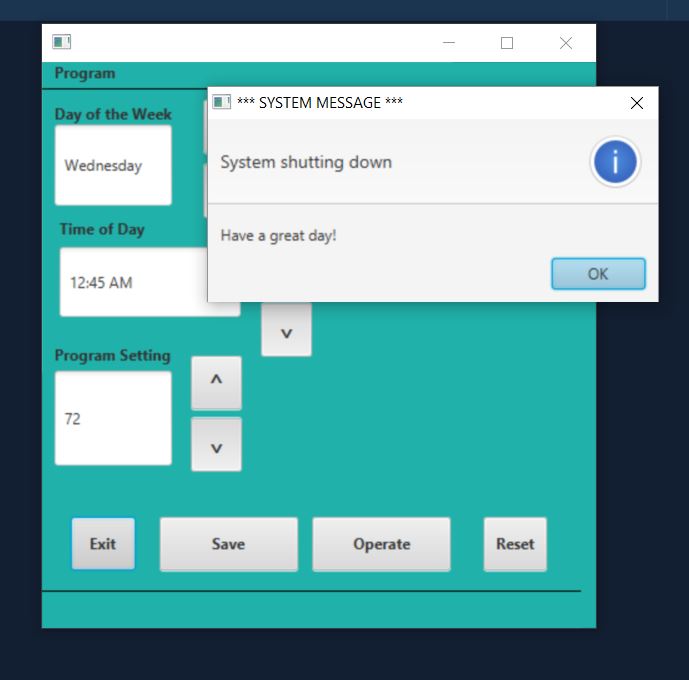 Program
*** SYSTEM MESSAGE ***
Day of the Week
Wednesday
System shutting down
Time of Day
Have a great day!
12:45 AM
OK
Program Setting
72
Exit
Save
Operate
Reset